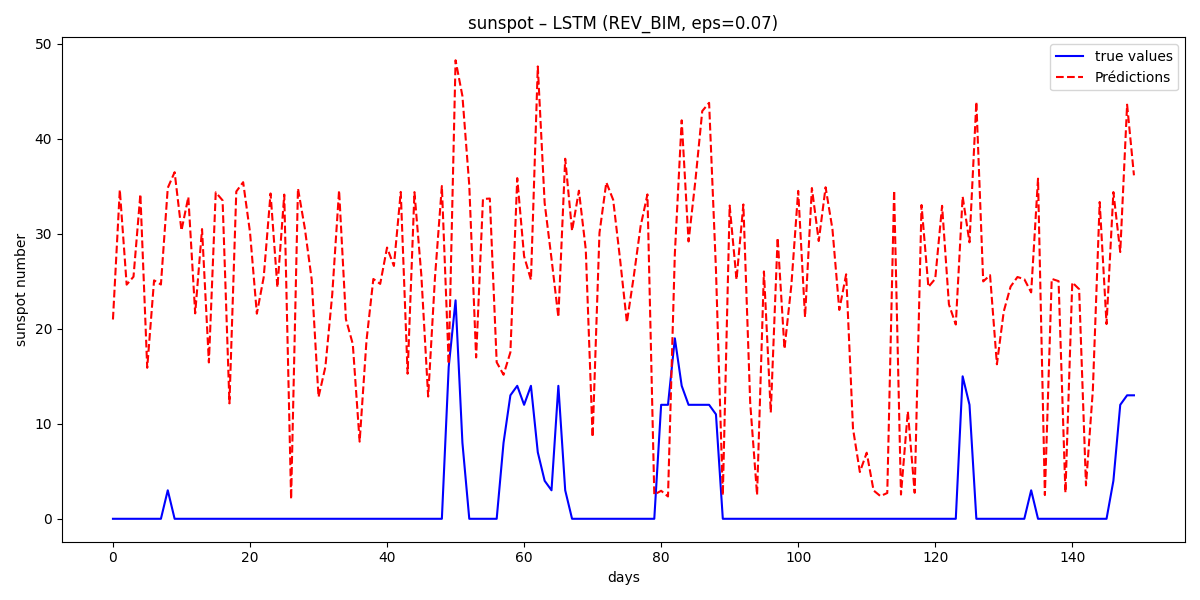 sunspot – LSTM (REV_BIM, eps=0.07)
50
40
30
20
10
0
sunspot number
true values
Prédictions
0 20 40 60 80 100 120 140
days